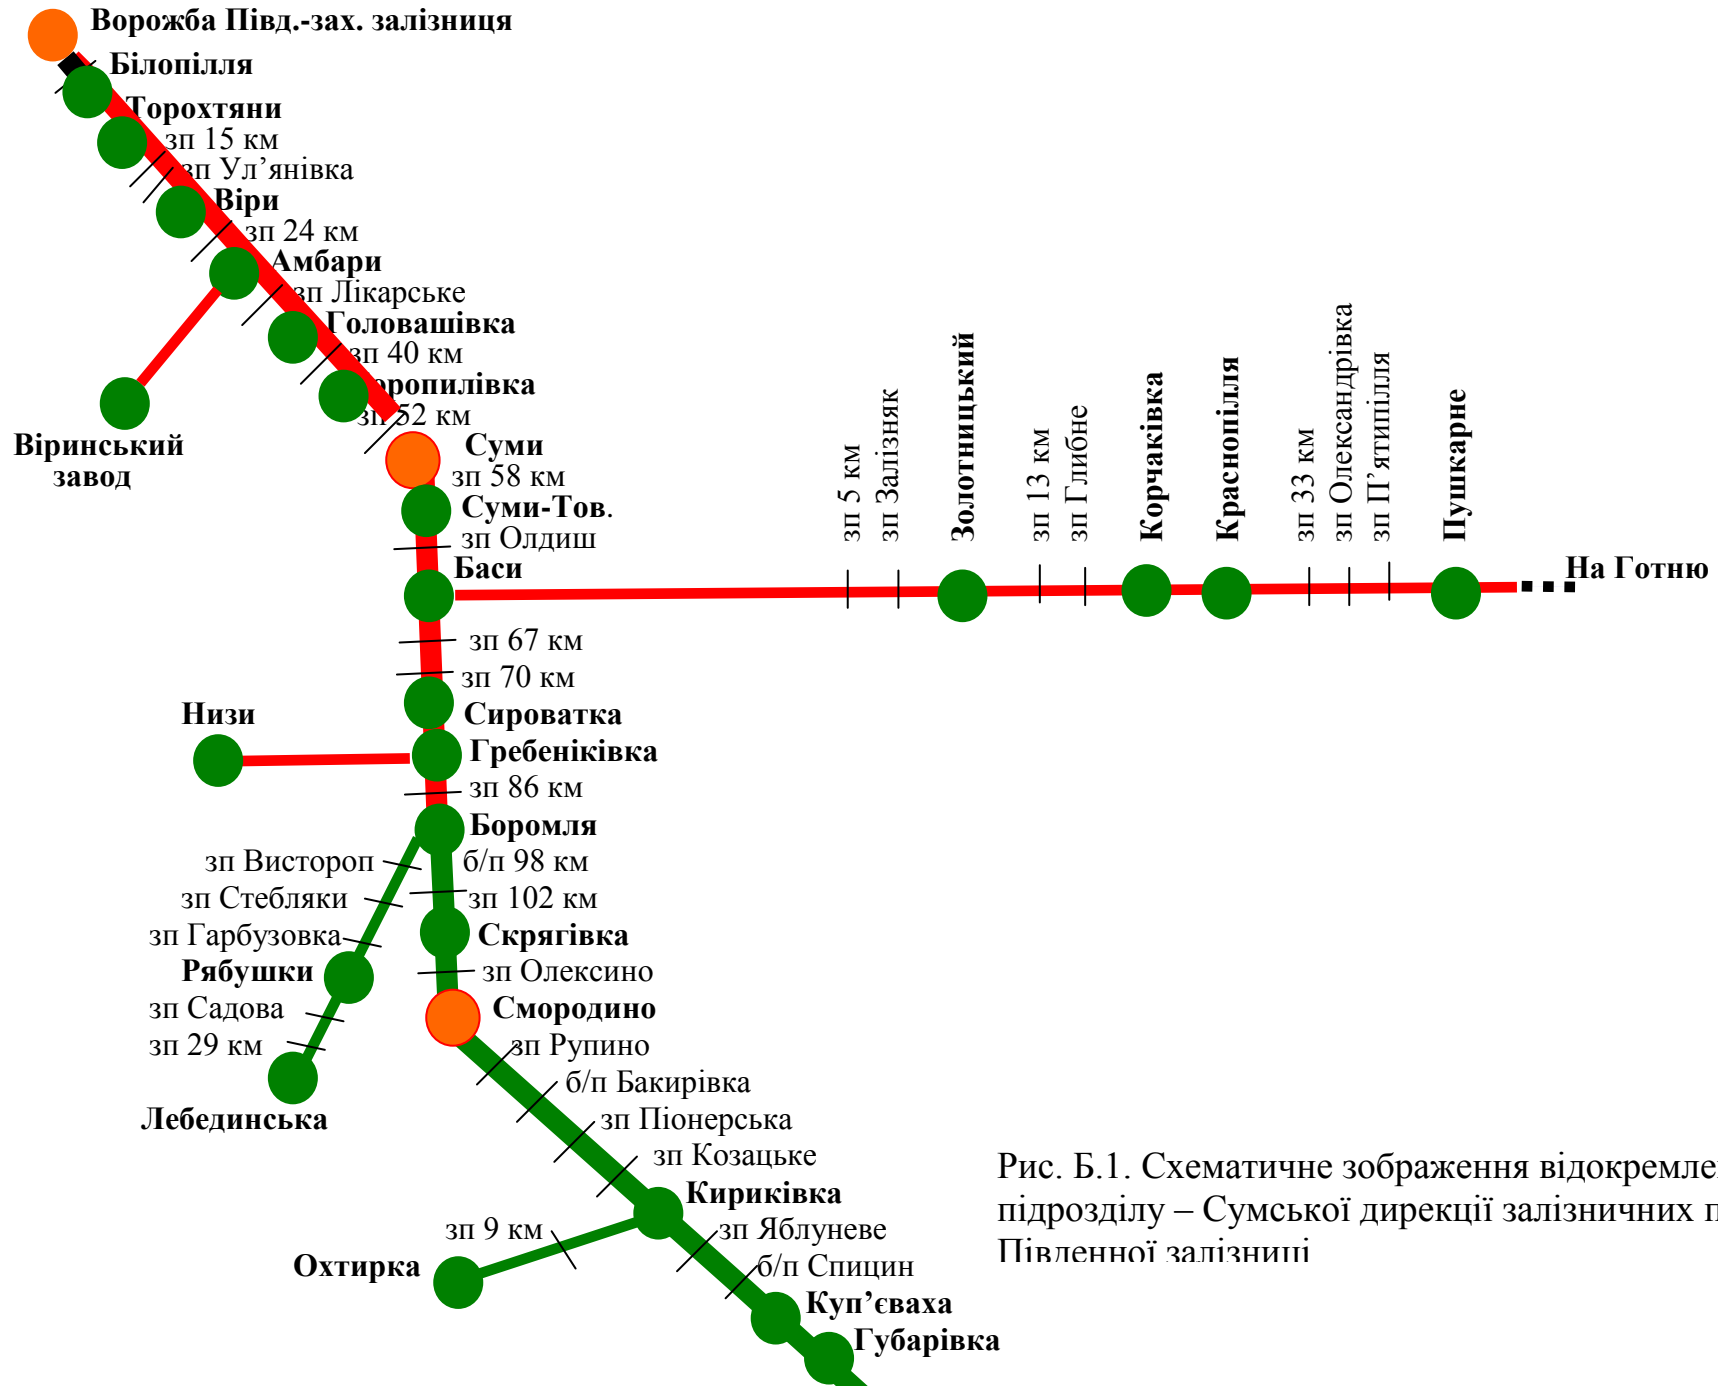 Ворожба Півд.-зах. залізниця
Білопілля
Торохтяни
зп 15 км
зп Ул’янівка
Віри
зп 24 км
Амбари
зп Лікарське
Головашівка
зп 40 км
оропилівка
зп 52 км
Віринський
завод
Суми
зп 58 км
Суми-Тов.
зп Олдиш
Баси
зп 5 км
зп Залізняк
Золотницький
зп 13 км
зп Глибне
Корчаківка
Краснопілля
зп 33 км
зп Олександрівка
зп П’ятипілля
Пушкарне
На Готню
зп 67 км
зп 70 км
Сироватка
Низи
Гребеніківка
зп 86 км
Боромля
зп Вистороп
б/п 98 км
зп Стебляки
зп 102 км
зп Гарбузовка
Скрягівка
Рябушки
зп Олексино
зп Садова
Смородино
зп 29 км
зп Рупино
Лебединська
б/п Бакирівка
зп Піонерська
зп Козацьке
Кириківка
зп 9 км
зп Яблуневе
Охтирка
б/п Спицин
Куп’єваха
Губарівка
Рис. Б.1. Схематичне зображення відокремле
підрозділу – Сумської дирекції залізничних п
Південної залізниці